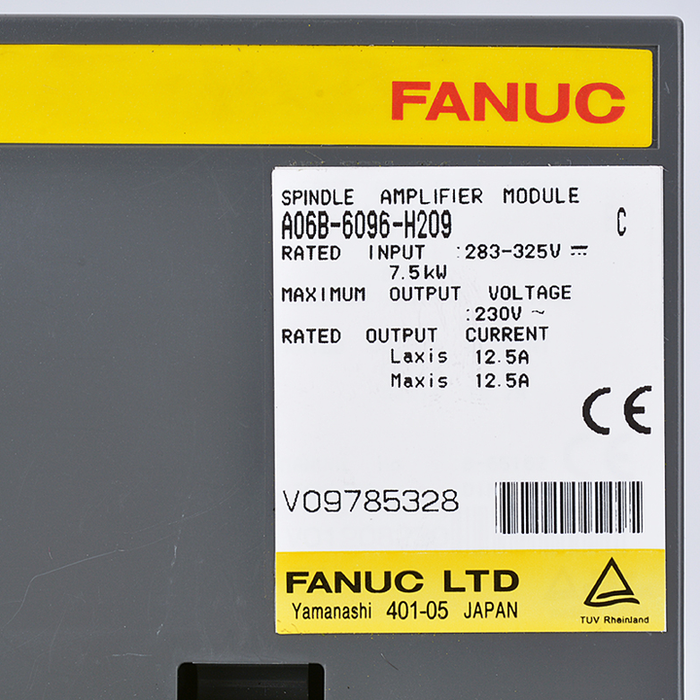 FANUC
SPINDLE AMPLIFIER MODULE
A06B-6096-H209 C
RATED INPUT :283-325V ⎓
7.5kW
MAXIMUM OUTPUT VOLTAGE
:230V ~
RATED OUTPUT CURRENT
Laxis 12.5A
Maxis 12.5A
CE
V09785328
FANUC LTD
Yamanashi 401-05 JAPAN
TUV Rheinland